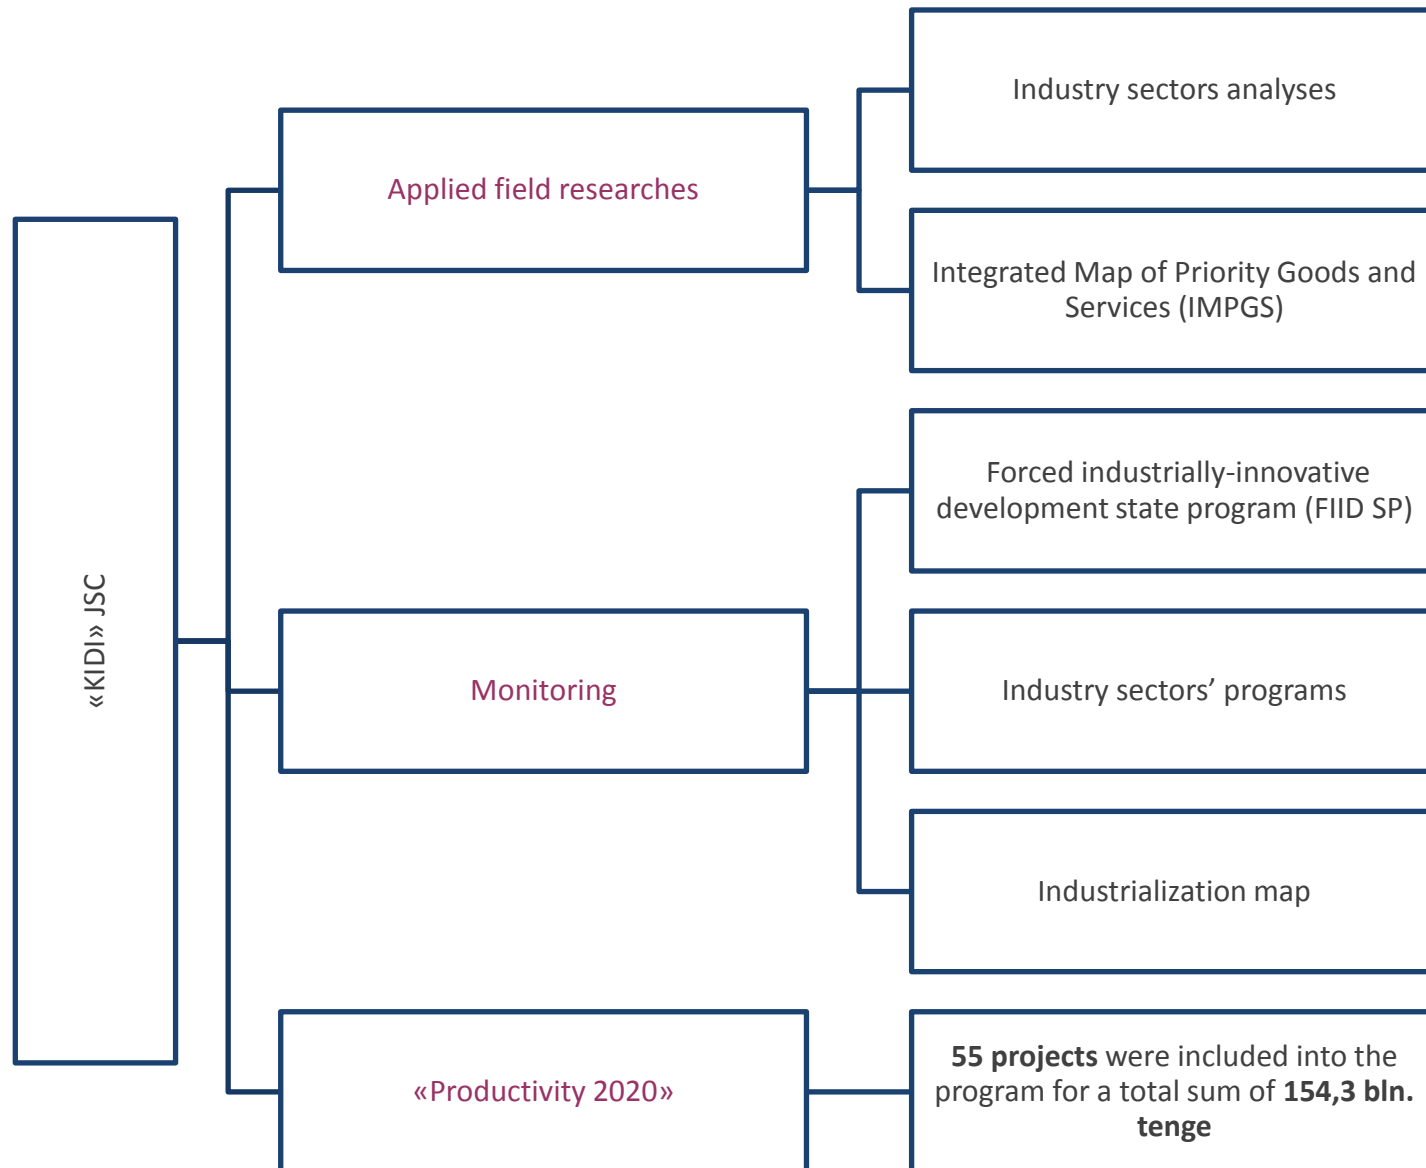 «KIDI» JSC
Applied field researches
Industry sectors analyses
Integrated Map of Priority Goods and
Services (IMPGS)
Monitoring
Forced industrially-innovative
development state program (FIID SP)
Industry sectors’ programs
Industrialization map
«Productivity 2020»
55 projects were included into the
program for a total sum of 154,3 bln.
tenge